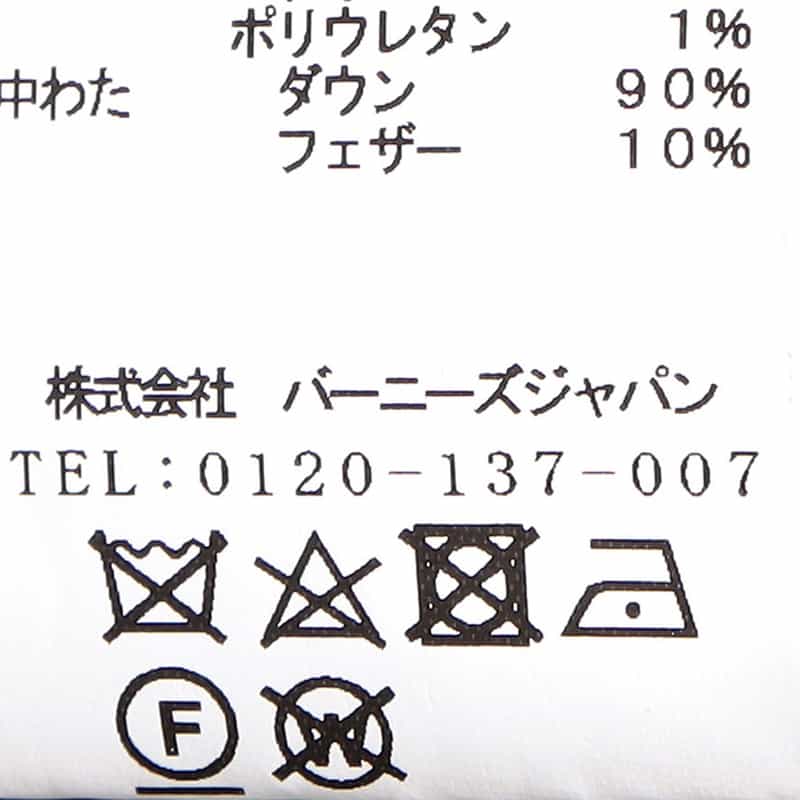 ポリウレタン 1%
中わた ダウン 90%
フェザー 10%
株式会社 バーニーズジャパン
TEL:0120-137-007
F W